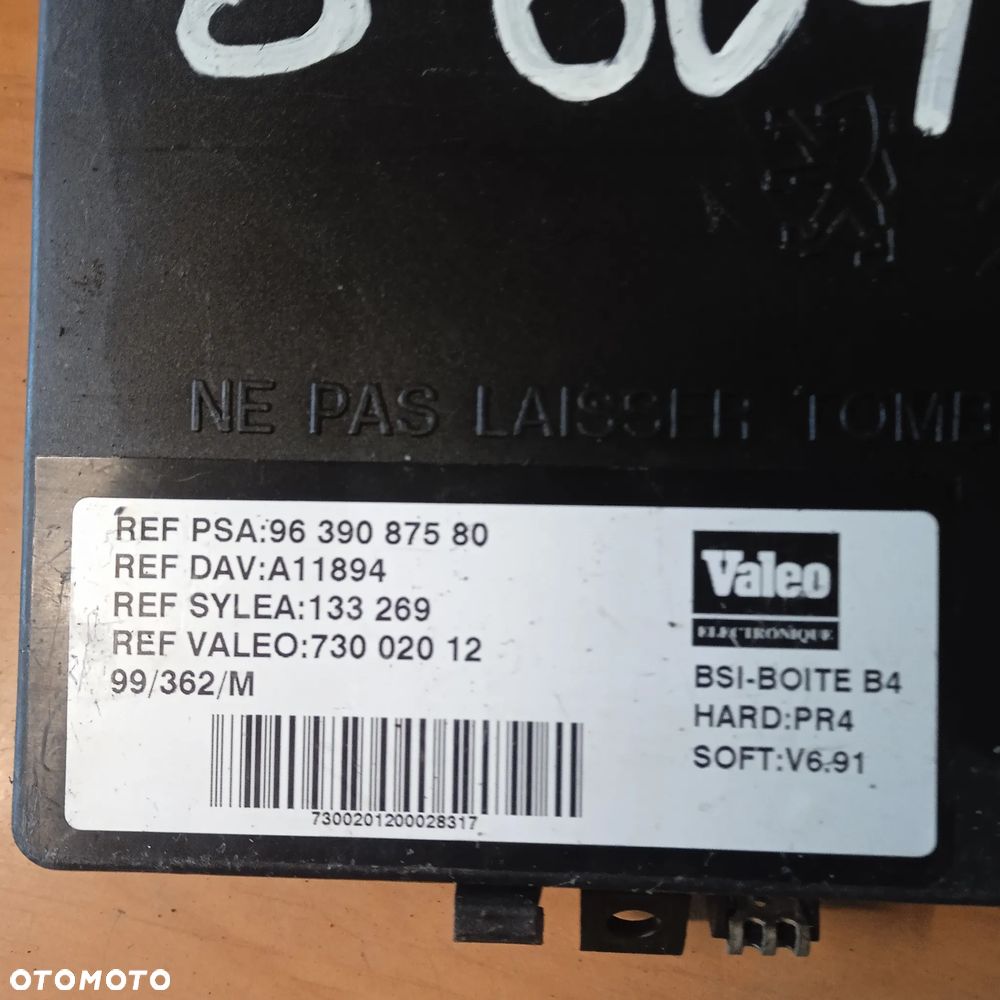 NE PAS LAISSER TOMB
REF PSA:96 390 875 80
REF DAV:A11894
REF SYLEA:133 269
REF VALEO:730 020 12
99/362/M
7300201200028317
Valeo
ELECTRONIQUE
BSI-BOITE B4
HARD:PR4
SOFT:V6.91
OTOMOTO